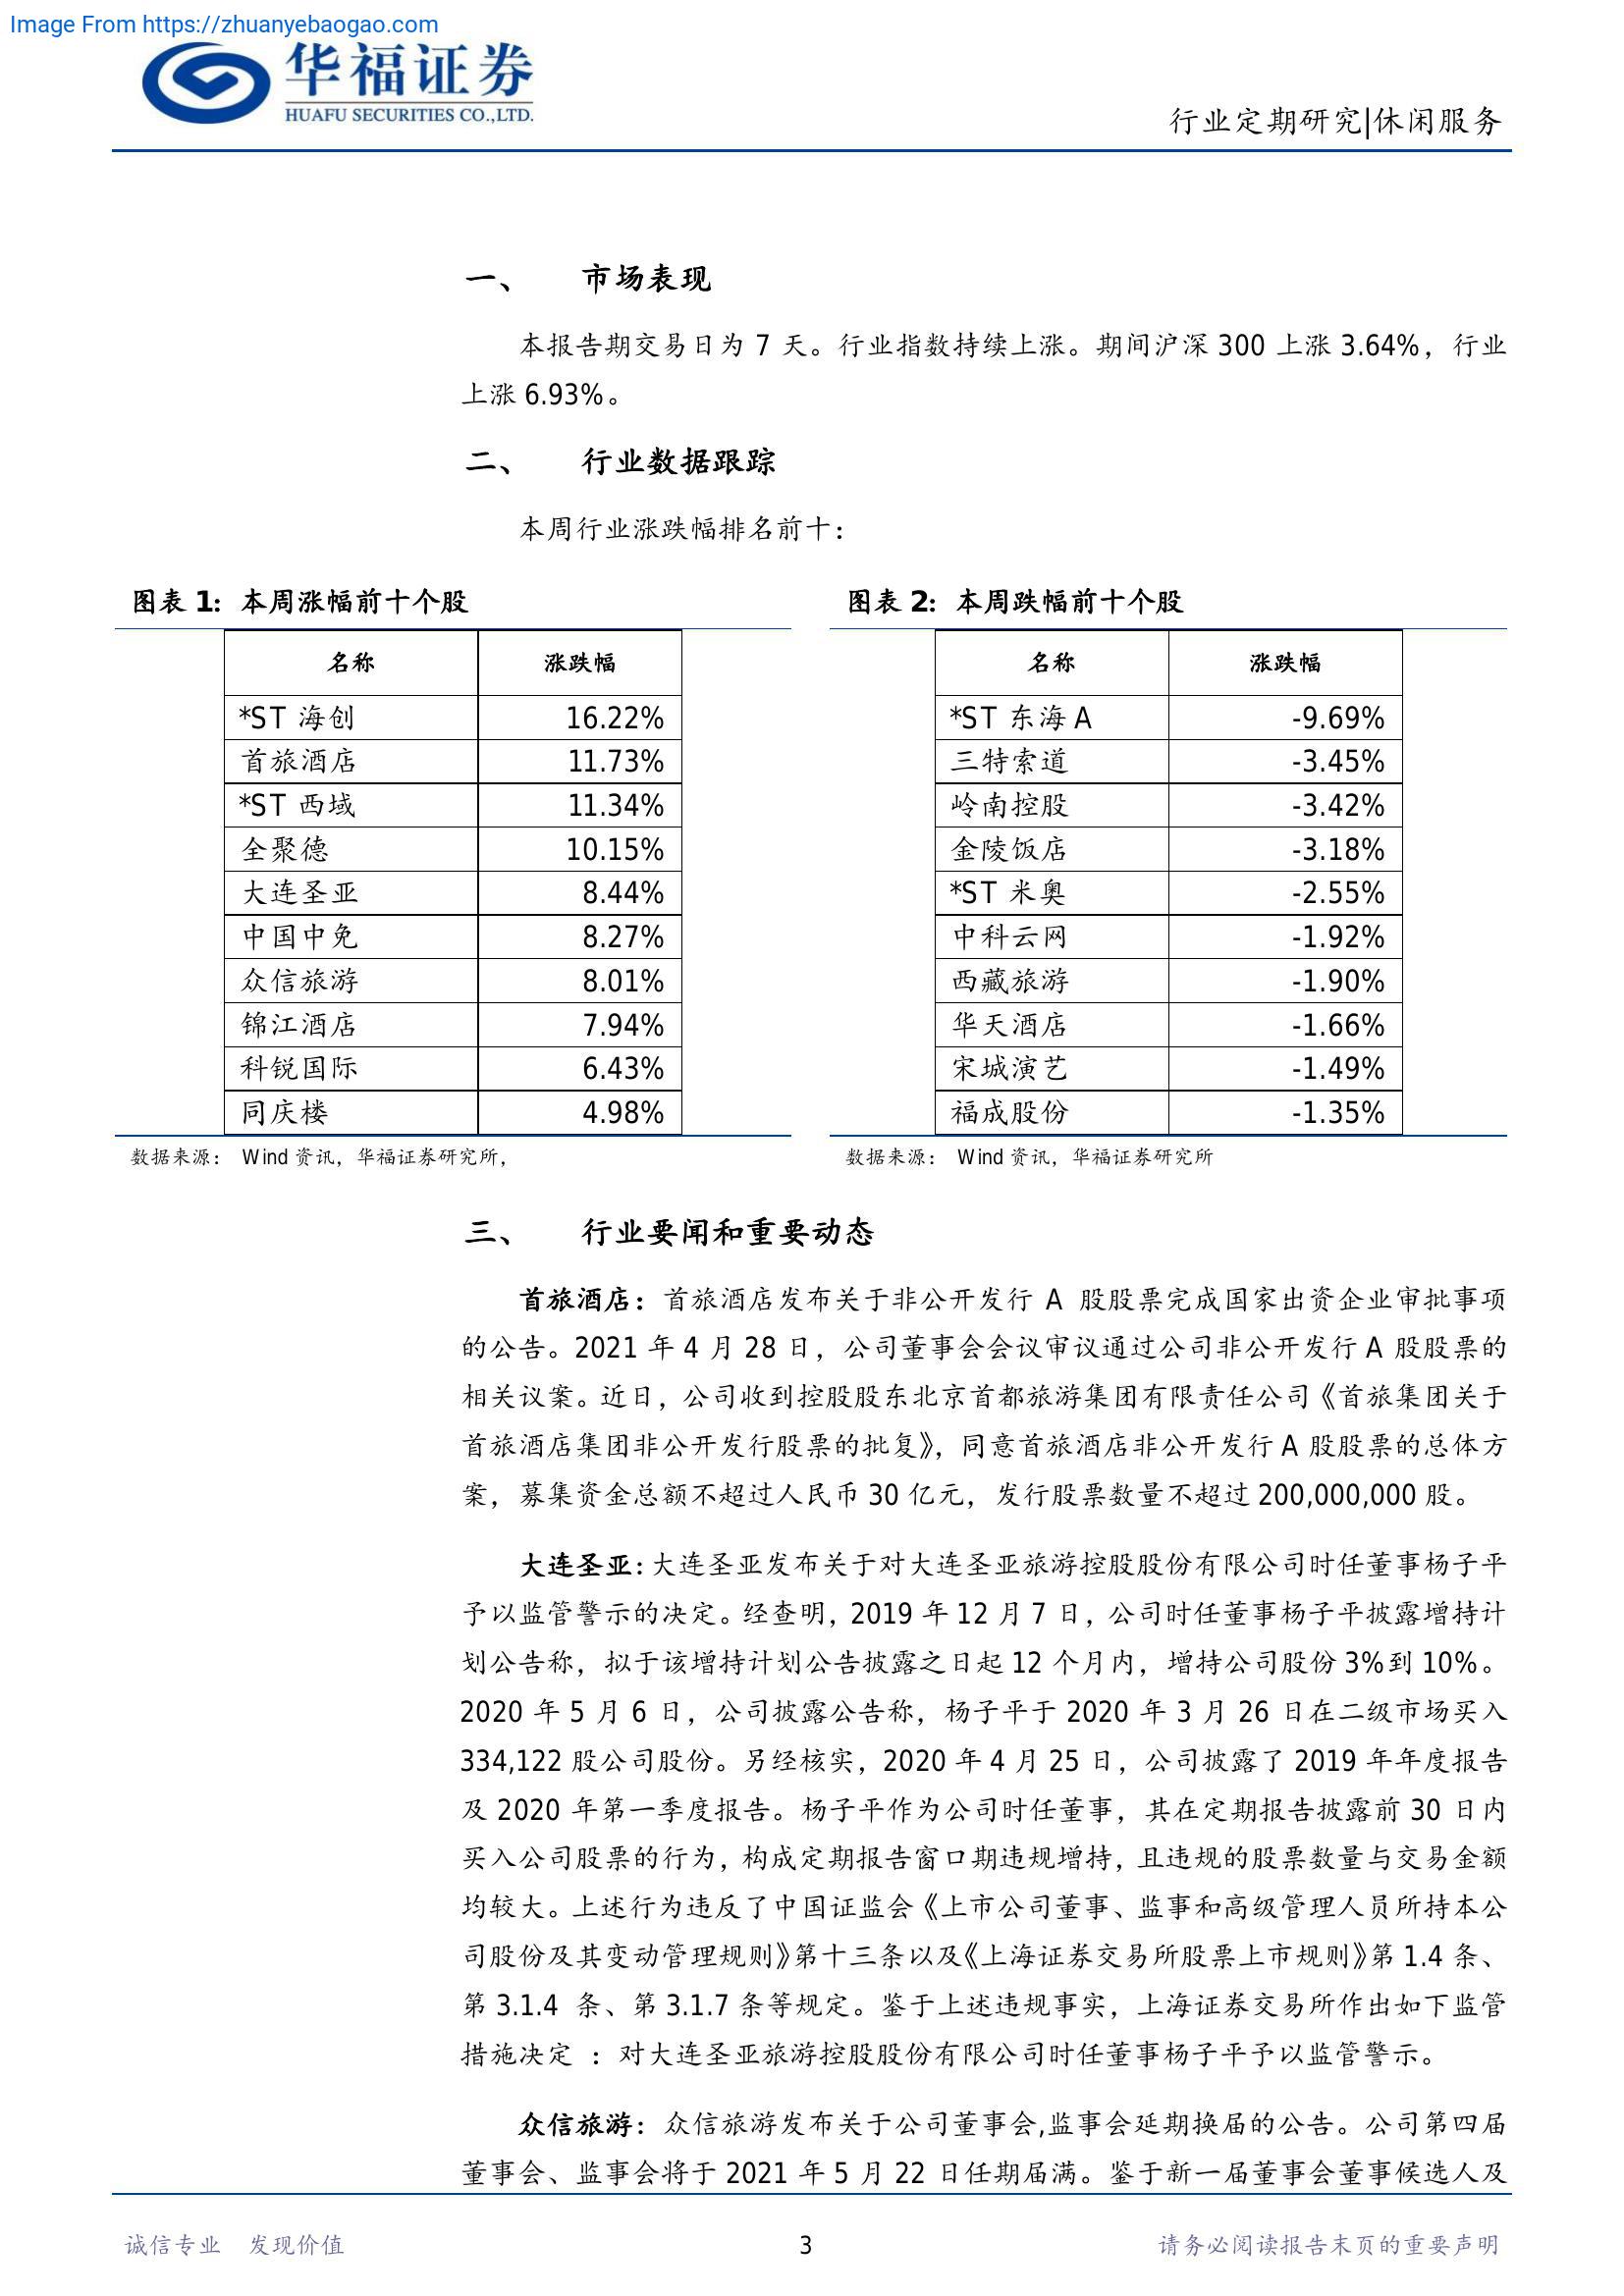 Image From https://zhuanyebaogao.com
华福证券
HUAFU SECURITIES CO.,LTD.
行业定期研究|休闲服务
一、 市场表现
本报告期交易日为 7 天。行业指数持续上涨。期间沪深 300 上涨 3.64%，行业
上涨 6.93%。
二、 行业数据跟踪
本周行业涨跌幅排名前十：
图表 1： 本周涨幅前十个股
名称 涨跌幅
*ST 海创 16.22%
首旅酒店 11.73%
*ST 西域 11.34%
全聚德 10.15%
大连圣亚 8.44%
中国中免 8.27%
众信旅游 8.01%
锦江酒店 7.94%
科锐国际 6.43%
同庆楼 4.98%
数据来源： Wind 资讯，华福证券研究所，
图表 2： 本周跌幅前十个股
名称 涨跌幅
*ST 东海 A -9.69%
三特索道 -3.45%
岭南控股 -3.42%
金陵饭店 -3.18%
*ST 米奥 -2.55%
中科云网 -1.92%
西藏旅游 -1.90%
华天酒店 -1.66%
宋城演艺 -1.49%
福成股份 -1.35%
数据来源： Wind 资讯，华福证券研究所
三、 行业要闻和重要动态
首旅酒店：首旅酒店发布关于非公开发行 A 股股票完成国家出资企业审批事项
的公告。2021 年 4 月 28 日，公司董事会会议审议通过公司非公开发行 A 股股票的
相关议案。近日，公司收到控股股东北京首都旅游集团有限责任公司《首旅集团关于
首旅酒店集团非公开发行股票的批复》，同意首旅酒店非公开发行 A 股股票的总体方
案，募集资金总额不超过人民币 30 亿元，发行股票数量不超过 200,000,000 股。
大连圣亚：大连圣亚发布关于对大连圣亚旅游控股股份有限公司时任董事杨子平
予以监管警示的决定。经查明，2019 年 12 月 7 日，公司时任董事杨子平披露增持计
划公告称，拟于该增持计划公告披露之日起 12 个月内，增持公司股份 3%到 10%。
2020 年 5 月 6 日，公司披露公告称，杨子平于 2020 年 3 月 26 日在二级市场买入
334,122 股公司股份。另经核实，2020 年 4 月 25 日，公司披露了 2019 年年度报告
及 2020 年第一季度报告。杨子平作为公司时任董事，其在定期报告披露前 30 日内
买入公司股票的行为，构成定期报告窗口期违规增持，且违规的股票数量与交易金额
均较大。上述行为违反了中国证监会《上市公司董事、监事和高级管理人员所持本公
司股份及其变动管理规则》第十三条以及《上海证券交易所股票上市规则》第 1.4 条、
第 3.1.4 条、第 3.1.7 条等规定。鉴于上述违规事实，上海证券交易所作出如下监管
措施决定 ：对大连圣亚旅游控股股份有限公司时任董事杨子平予以监管警示。
众信旅游：众信旅游发布关于公司董事会,监事会延期换届的公告。公司第四届
董事会、监事会将于 2021 年 5 月 22 日任期届满。鉴于新一届董事会董事候选人及
诚信专业 发现价值
3
请务必阅读报告末页的重要声明